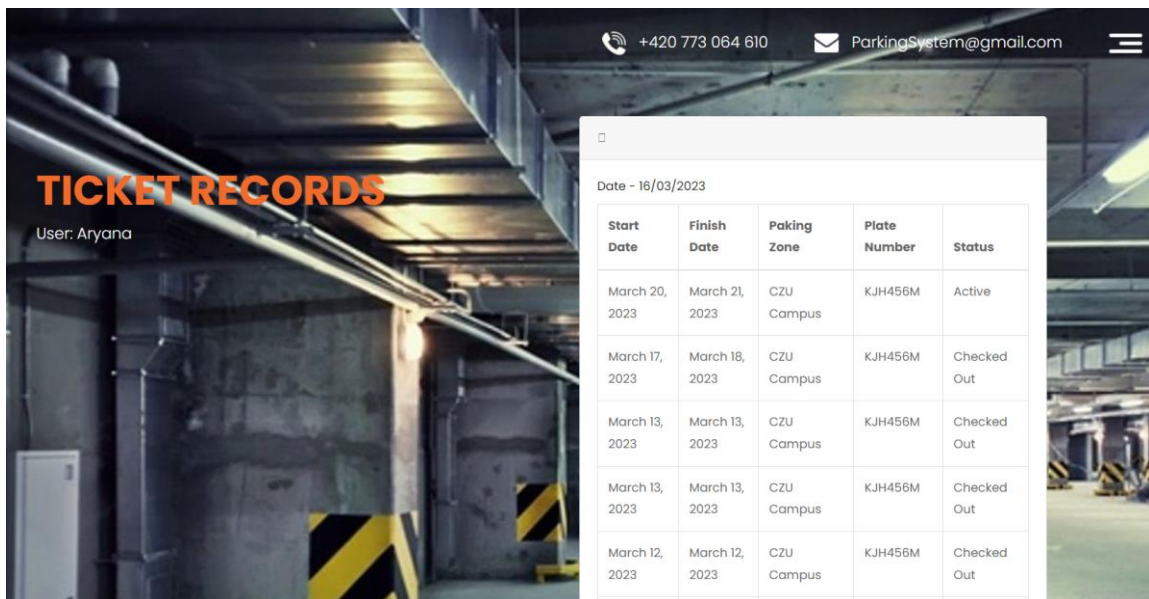 +420 773 064 610 ParkingSystem@gmail.com
TICKET RECORDS
User: Aryana
Date - 16/03/2023
Start Date Finish Date Paking Zone Plate Number Status
March 20, 2023 March 21, 2023 CZU Campus KJH456M Active
March 17, 2023 March 18, 2023 CZU Campus KJH456M Checked Out
March 13, 2023 March 13, 2023 CZU Campus KJH456M Checked Out
March 13, 2023 March 13, 2023 CZU Campus KJH456M Checked Out
March 12, 2023 March 12, 2023 CZU Campus KJH456M Checked Out